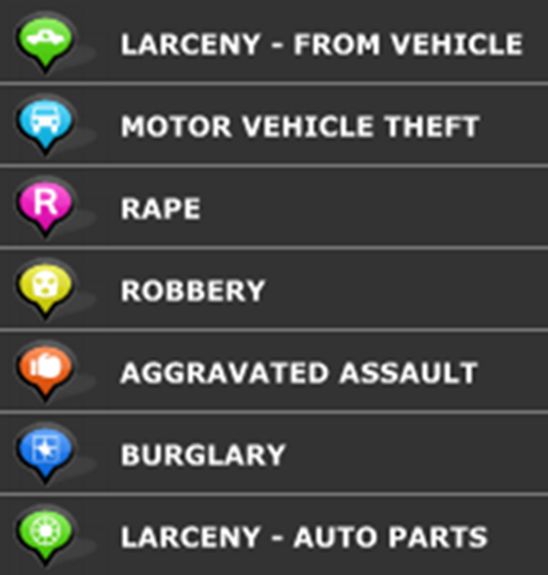 LARCENY - FROM VEHICLE
MOTOR VEHICLE THEFT
R
RAPE
ROBBERY
AGGRAVATED ASSAULT
BURGLARY
LARCENY - AUTO PARTS